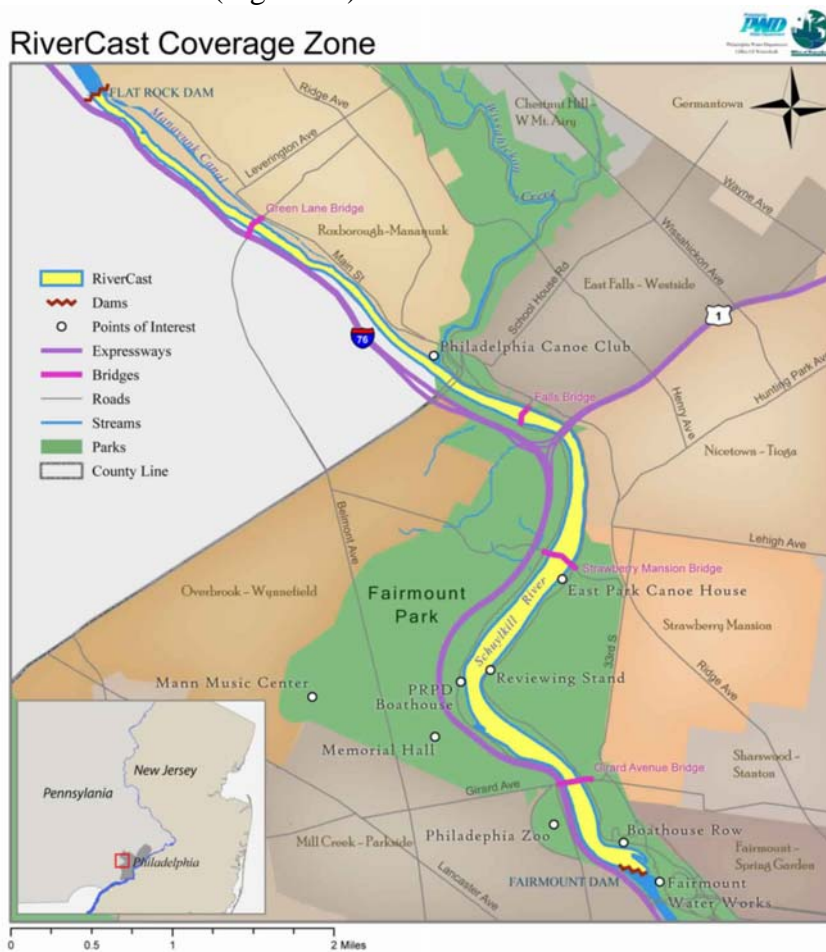 RiverCast Coverage Zone
PWD
FLAT ROCK DAM
Manayunk Canal
Ridge Ave
Leverington Ave
Wissahickon
Creek
Chestnut Hill -
W Mt. Airy
Germantown
Wayne Ave
Wissahickon Ave
Green Lane Bridge
Roxborough-Manayunk
Main St
School House Rd
East Falls - Westside
1
76
RiverCast
Dams
Points of Interest
Expressways
Bridges
Roads
Streams
Parks
County Line
Philadelphia Canoe Club
Falls Bridge
Henry Ave
Hunting Park Ave
Nicetown - Tioga
Belmont Ave
Lehigh Ave
Strawberry Mansion Bridge
East Park Canoe House
Overbrook - Wynnefield
Fairmount
Park
Schuylkill River
33rd S
Strawberry Mansion
Ridge Ave
Mann Music Center
PRPD
Boathouse
Reviewing Stand
Memorial Hall
Girard Avenue Bridge
Girard Ave
Sharswood -
Stanton
Philadephia Zoo
Boathouse Row
Mill Creek - Parkside
Lancaster Ave
FAIRMOUNT DAM
Fairmount
Water Works
Fairmount -
Spring Garden
New Jersey
Pennsylania
Philadelphia
0 0.5 1 2 Miles